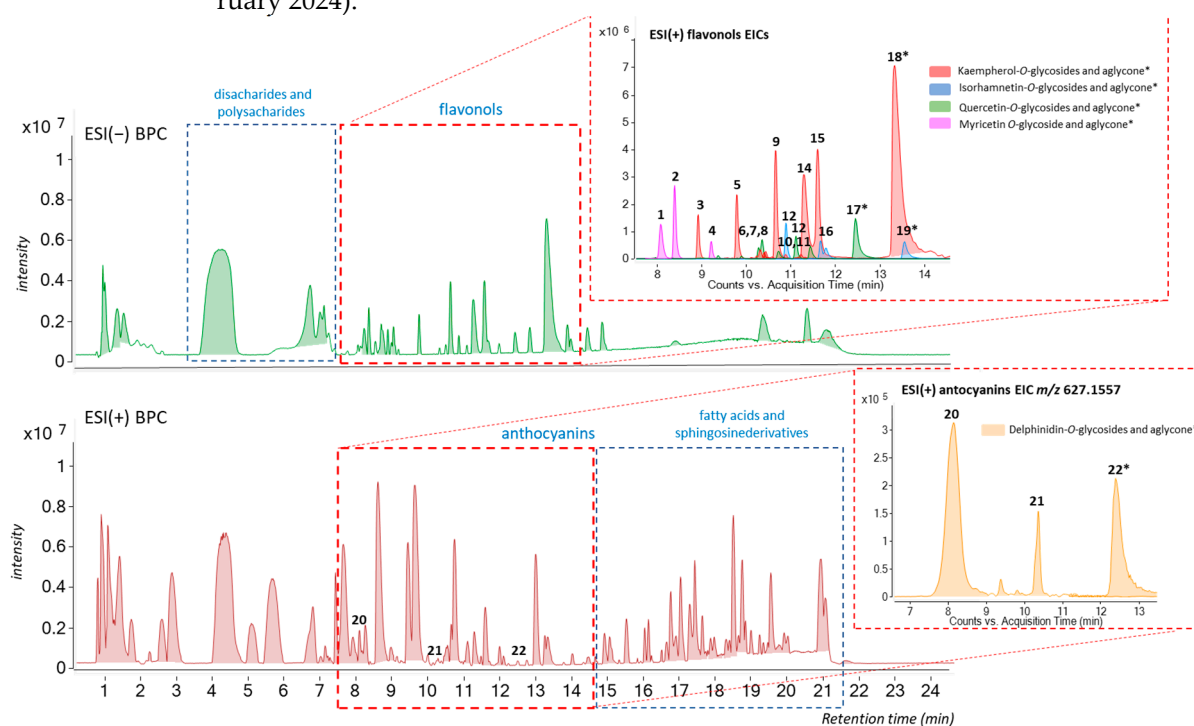 ruary 2024).
ESI(+) flavonols EICs
x10 6
7
6
5
4
3
2
1
0
1
2
3
4
5
6,7,8
9
10,11
12
12
14
15
16
17*
18*
19*
Kaempherol-O-glycosides and aglycone*
Isorhamnetin-O-glycosides and aglycone*
Quercetin-O-glycosides and aglycone*
Myricetin O-glycoside and aglycone*
8 9 10 11 12 13 14
Counts vs. Acquisition Time (min)
disacharides and
polysacharides
flavonols
x10 7
ESI(−) BPC
1
0.8
0.6
0.4
0.2
0
intensity
ESI(+) BPC
x10 7
1
0.8
0.6
0.4
0.2
0
intensity
anthocyanins
fatty acids and
sphingosinederivatives
20
21
22
1 2 3 4 5 6 7 8 9 10 11 12 13 14 15 16 17 18 19 20 21 22 23 24
Retention time (min)
ESI(+) antocyanins EIC m/z 627.1557
x10 5
3
2.5
2
1.5
1
0.5
0
20
21
22*
Delphinidin-O-glycosides and aglycone*
7 8 9 10 11 12 13
Counts vs. Acquisition Time (min)